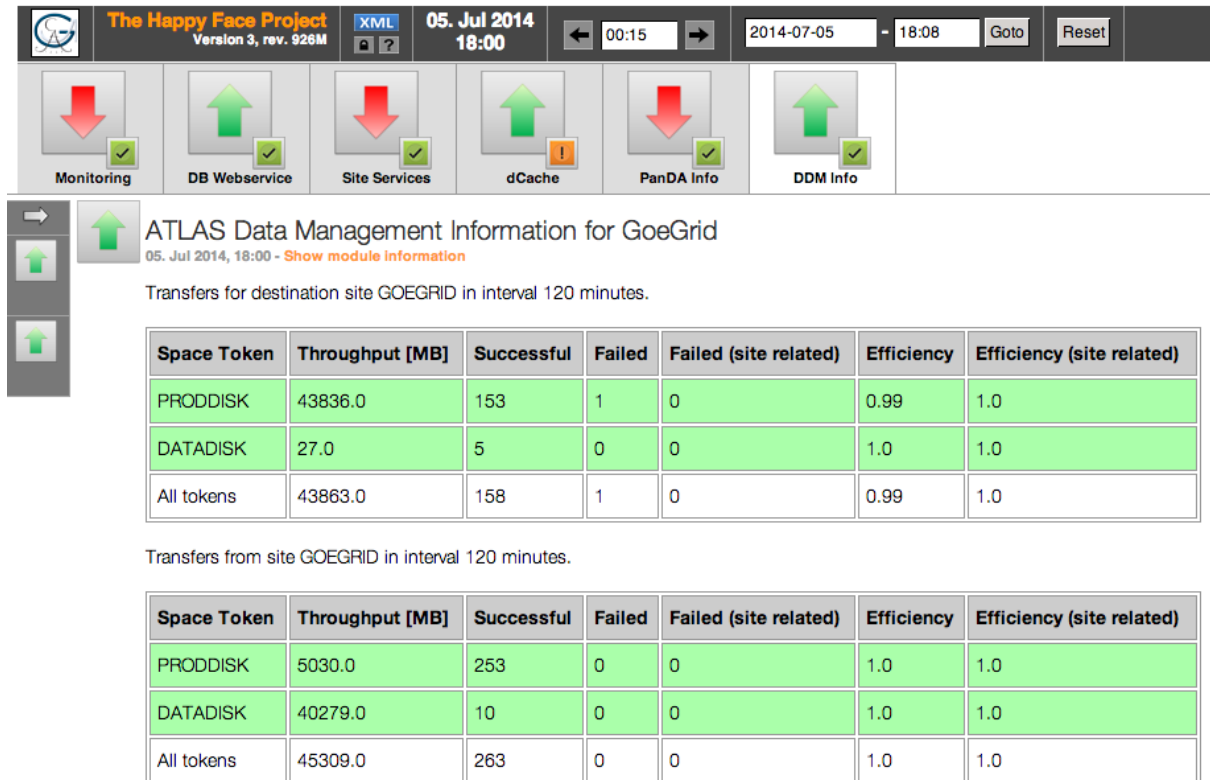 The Happy Face Project
Version 3, rev. 926M
XML
?
05. Jul 2014
18:00
00:15
2014-07-05 - 18:08 Goto Reset
Monitoring DB Webservice Site Services dCache PanDA Info DDM Info
ATLAS Data Management Information for GoeGrid
05. Jul 2014, 18:00 - Show module information
Transfers for destination site GOEGRID in interval 120 minutes.
Space Token Throughput [MB] Successful Failed Failed (site related) Efficiency Efficiency (site related)
PRODDISK 43836.0 153 1 0 0.99 1.0
DATADISK 27.0 5 0 0 1.0 1.0
All tokens 43863.0 158 1 0 0.99 1.0
Transfers from site GOEGRID in interval 120 minutes.
Space Token Throughput [MB] Successful Failed Failed (site related) Efficiency Efficiency (site related)
PRODDISK 5030.0 253 0 0 1.0 1.0
DATADISK 40279.0 10 0 0 1.0 1.0
All tokens 45309.0 263 0 0 1.0 1.0